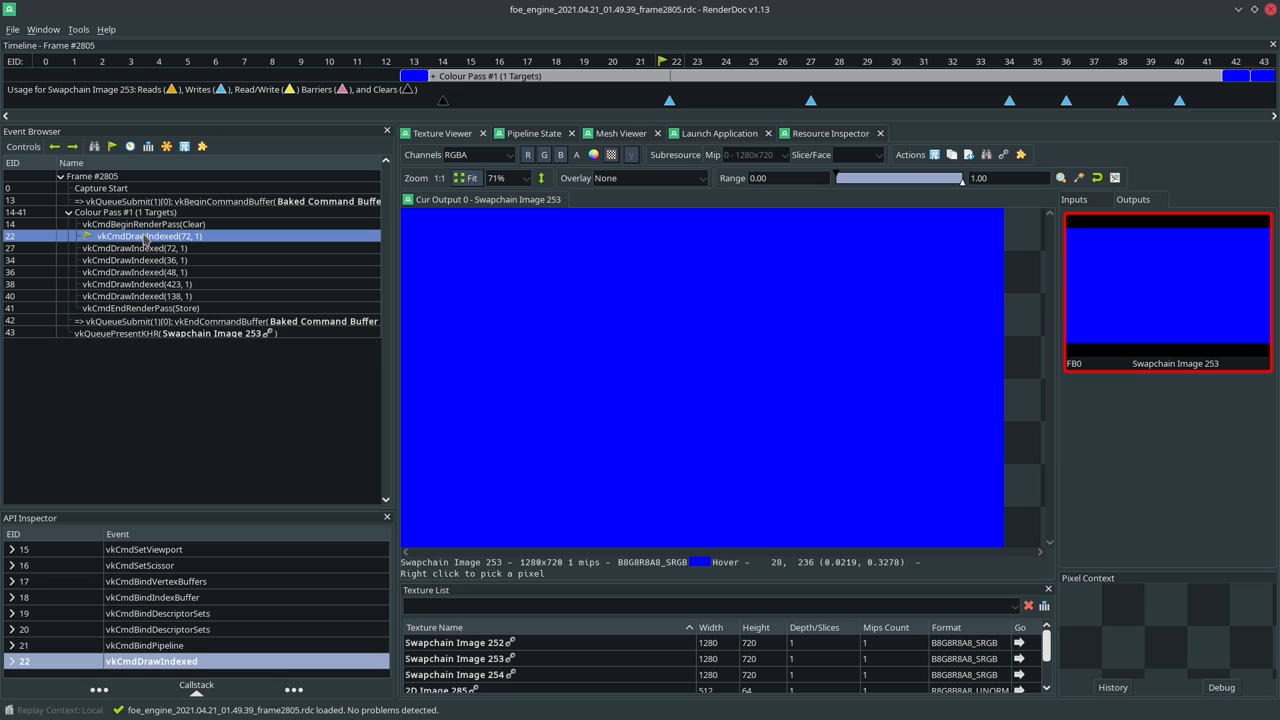 foe_engine_2021.04.21_01.49.39_frame2805.rdc - RenderDoc v1.13
File Window Tools Help
Timeline - Frame #2805
EID: 0 1 2 3 4 5 6 7 8 9 10 11 12 13 14 15 16 17 18 19 20 21 22 23 24 25 26 27 28 29 30 31 32 33 34 35 36 37 38 39 40 41 42 43
+ Colour Pass #1 (1 Targets)
Usage for Swapchain Image 253: Reads ( ), Writes ( ), Read/Write ( ) Barriers ( ), and Clears ( )
Event Browser
Controls
EID Name
Frame #2805
0 Capture Start
13 => vkQueueSubmit(1)[0]: vkBeginCommandBuffer( Baked Command Buffe
14-41 Colour Pass #1 (1 Targets)
14 vkCmdBeginRenderPass(Clear)
22 vkCmdDrawIndexed(72, 1)
27 vkCmdDrawIndexed(72, 1)
34 vkCmdDrawIndexed(36, 1)
36 vkCmdDrawIndexed(48, 1)
38 vkCmdDrawIndexed(423, 1)
40 vkCmdDrawIndexed(138, 1)
41 vkCmdEndRenderPass(Store)
42 => vkQueueSubmit(1)[0]: vkEndCommandBuffer( Baked Command Buffer
43 vkQueuePresentKHR( Swapchain Image 253 )
API Inspector
EID Event
15 vkCmdSetViewport
16 vkCmdSetScissor
17 vkCmdBindVertexBuffers
18 vkCmdBindIndexBuffer
19 vkCmdBindDescriptorSets
20 vkCmdBindDescriptorSets
21 vkCmdBindPipeline
22 vkCmdDrawIndexed
Callstack
Texture Viewer Pipeline State Mesh Viewer Launch Application Resource Inspector
Channels RGBA R G B A γ Subresource Mip 0 - 1280x720 Slice/Face Actions
Zoom 1:1 Fit 71% Overlay None Range 0.00 1.00
Cur Output 0 - Swapchain Image 253
Swapchain Image 253 - 1280x720 1 mips - B8G8R8A8_SRGB Hover - 28, 236 (0.0219, 0.3278) -
Right click to pick a pixel
Texture List
Texture Name Width Height Depth/Slices Mips Count Format Go
Swapchain Image 252 1280 720 1 1 B8G8R8A8_SRGB
Swapchain Image 253 1280 720 1 1 B8G8R8A8_SRGB
Swapchain Image 254 1280 720 1 1 B8G8R8A8_SRGB
2D Image 285 512 64 1 1 R8G8B8A8_UNORM
Inputs Outputs
FB0 Swapchain Image 253
Pixel Context
History Debug
Replay Context: Local foe_engine_2021.04.21_01.49.39_frame2805.rdc loaded. No problems detected.